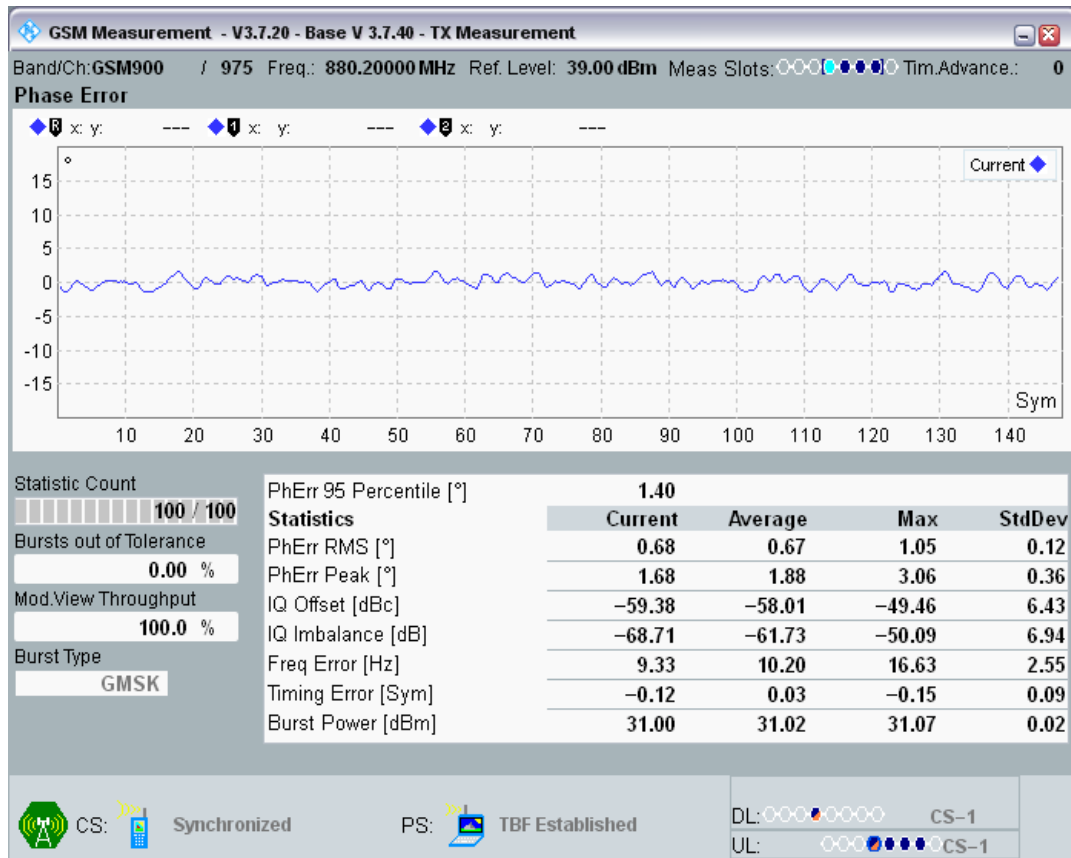 GSM Measurement - V3.7.20 - Base V 3.7.40 - TX Measurement
Band/Ch:GSM900 / 975 Freq.: 880.20000 MHz Ref. Level: 39.00 dBm Meas Slots: Tim.Advance.: 0
Phase Error
R x: y: --- 1 x: y: --- 2 x: y: ---
°
Current
15
10
5
0
-5
-10
-15
Sym
10 20 30 40 50 60 70 80 90 100 110 120 130 140
Statistic Count
100 / 100
Bursts out of Tolerance
0.00 %
Mod.View Throughput
100.0 %
Burst Type
GMSK
PhErr 95 Percentile [°] 1.40
Statistics Current Average Max StdDev
PhErr RMS [°] 0.68 0.67 1.05 0.12
PhErr Peak [°] 1.68 1.88 3.06 0.36
IQ Offset [dBc] −59.38 −58.01 −49.46 6.43
IQ Imbalance [dB] −68.71 −61.73 −50.09 6.94
Freq Error [Hz] 9.33 10.20 16.63 2.55
Timing Error [Sym] −0.12 0.03 −0.15 0.09
Burst Power [dBm] 31.00 31.02 31.07 0.02
CS: Synchronized PS: TBF Established
DL: CS−1
UL: CS−1